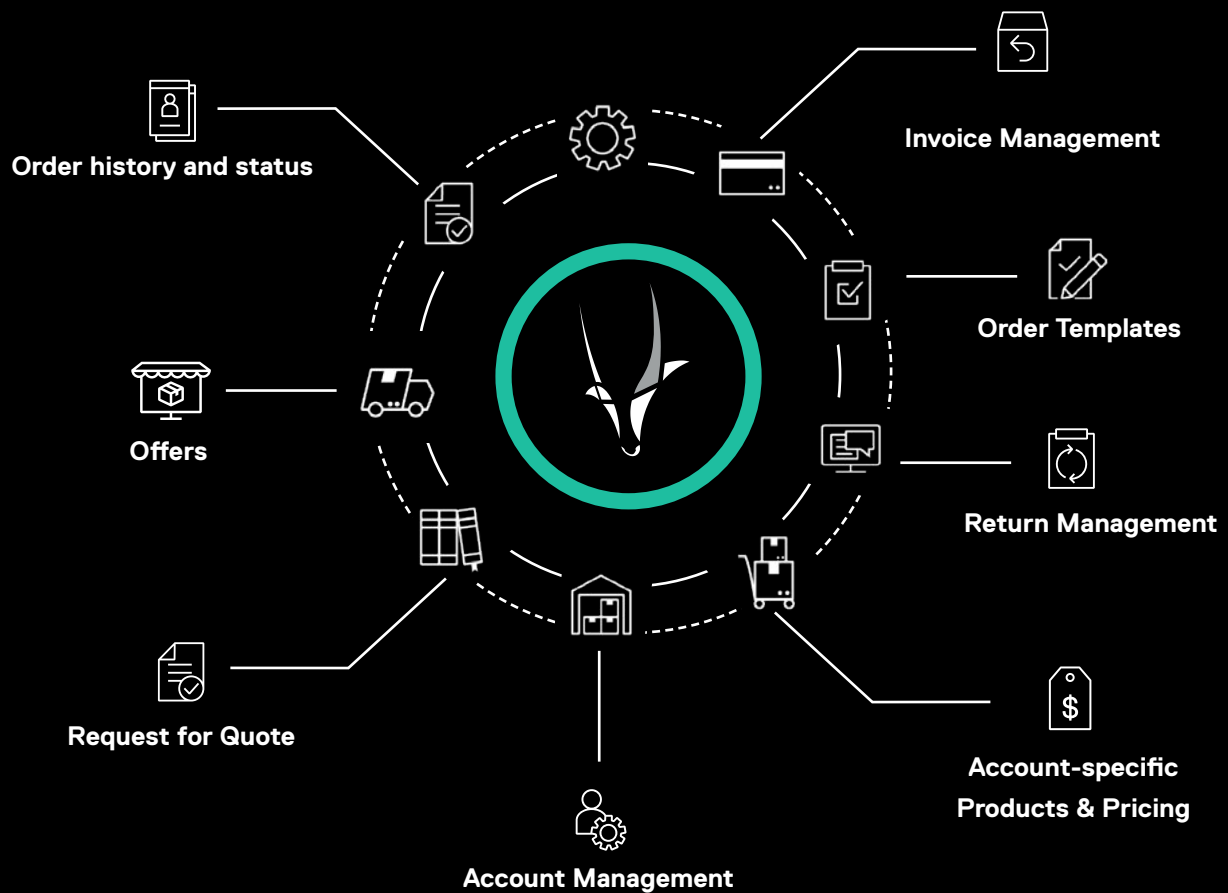 Invoice Management
Order history and status
Order Templates
Offers
Return Management
Request for Quote
$
Account-specific
Products & Pricing
Account Management